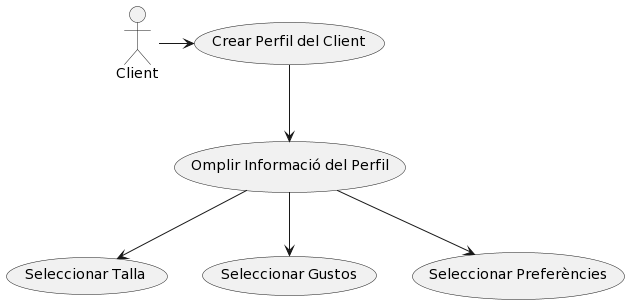 Client
Crear Perfil del Client
Omplir Informació del Perfil
Seleccionar Talla
Seleccionar Gustos
Seleccionar Preferències